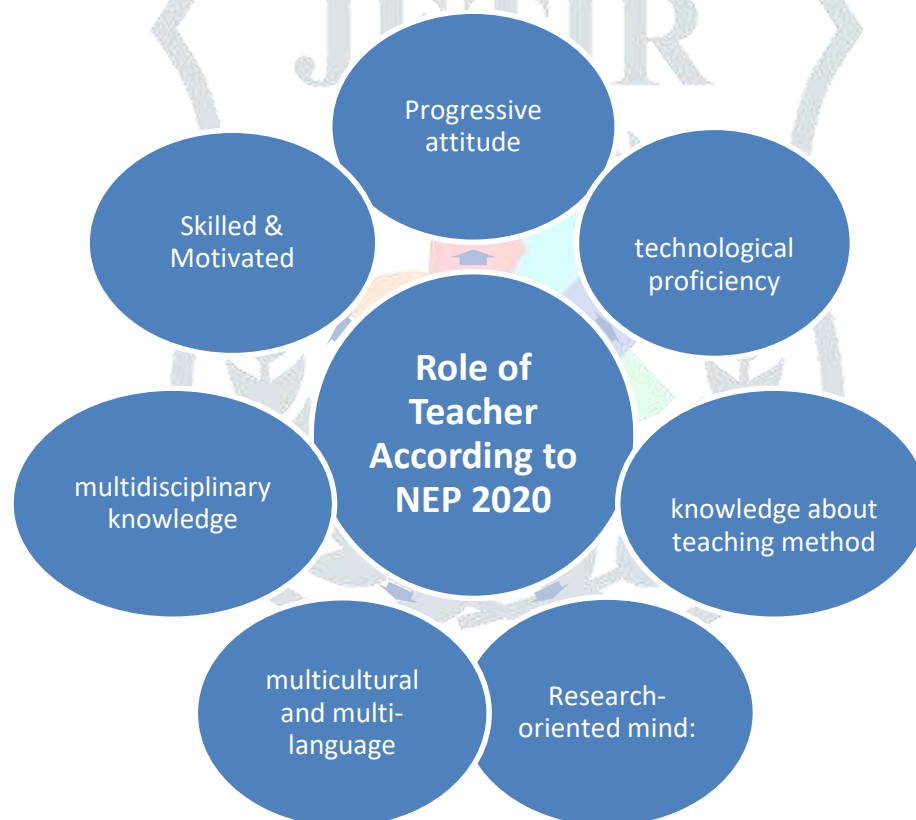 JETIR
Progressive
attitude
Skilled &
Motivated
technological
proficiency
Role of
Teacher
According to
NEP 2020
multidisciplinary
knowledge
knowledge about
teaching method
multicultural
and multi-
language
Research-
oriented mind: